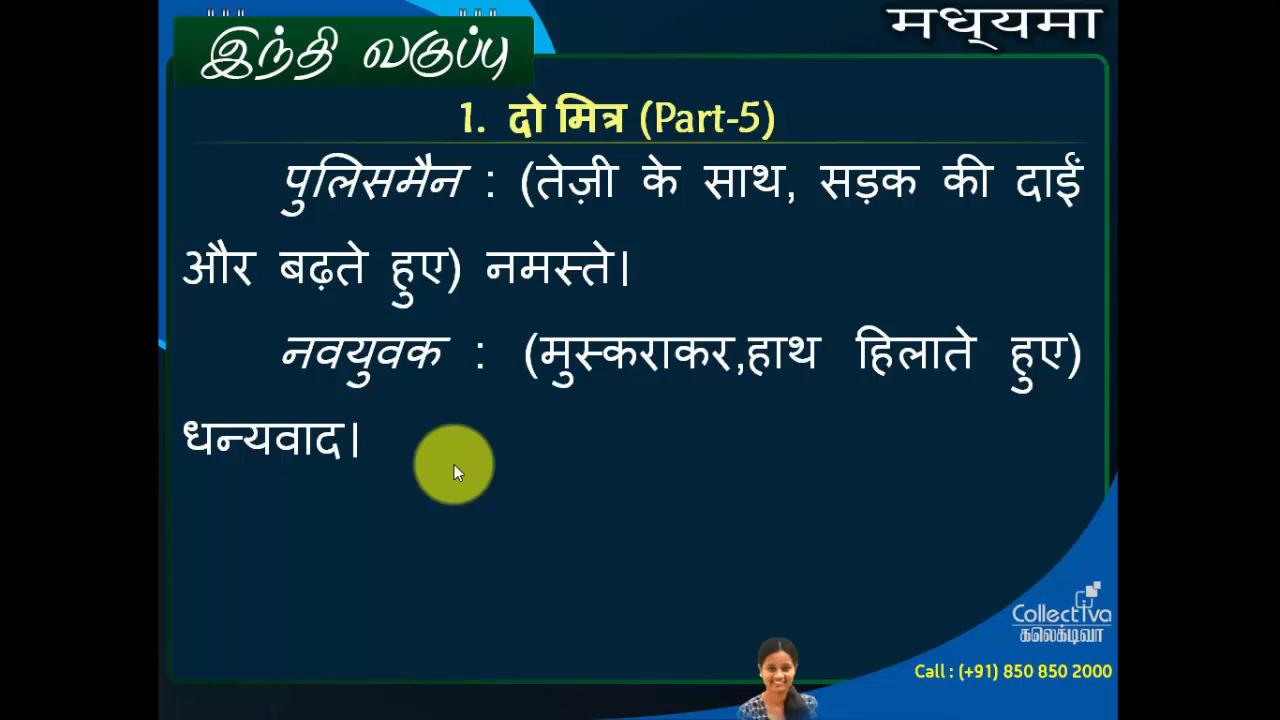 மध्यमा
இந்தி வகுப்பு
1. दो मित्र (Part-5)
पुलिसमैन : (तेज़ी के साथ, सड़क की दाईं
और बढ़ते हुए) नमस्ते।
नवयुवक : (मुस्कराकर,हाथ हिलाते हुए)
धन्यवाद।
Collectiva
கலெக்டிவா
Call : (+91) 850 850 2000